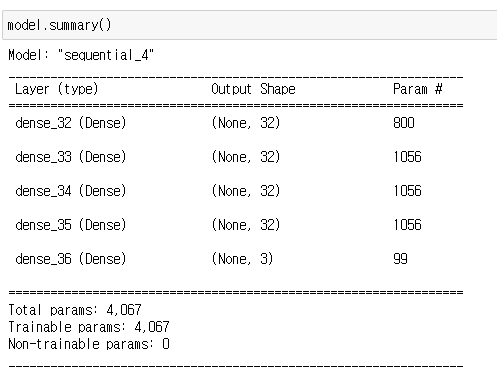 model.summary()
Model: "sequential_4"
_________________________________________________________________
Layer (type) Output Shape Param #
=================================================================
dense_32 (Dense) (None, 32) 800
dense_33 (Dense) (None, 32) 1056
dense_34 (Dense) (None, 32) 1056
dense_35 (Dense) (None, 32) 1056
dense_36 (Dense) (None, 3) 99
=================================================================
Total params: 4,067
Trainable params: 4,067
Non-trainable params: 0
_________________________________________________________________